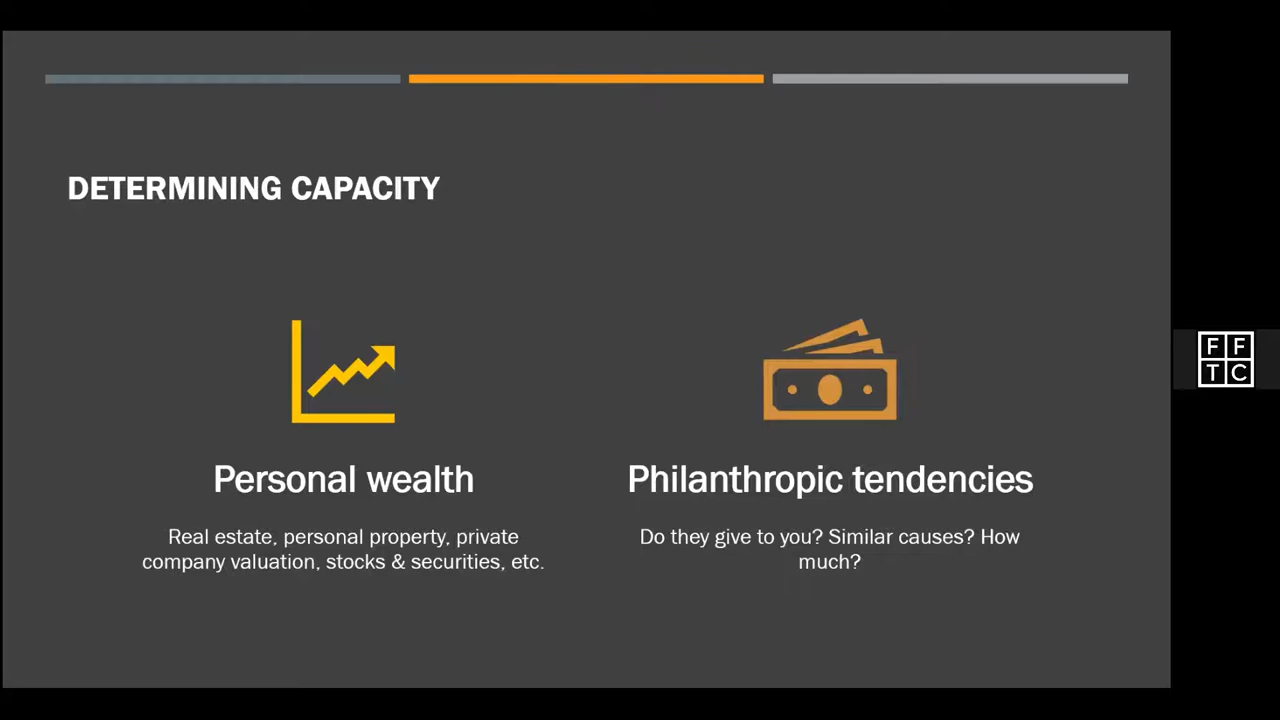 DETERMINING CAPACITY
Personal wealth
Real estate, personal property, private
company valuation, stocks & securities, etc.
Philanthropic tendencies
Do they give to you? Similar causes? How
much?
F F
T C